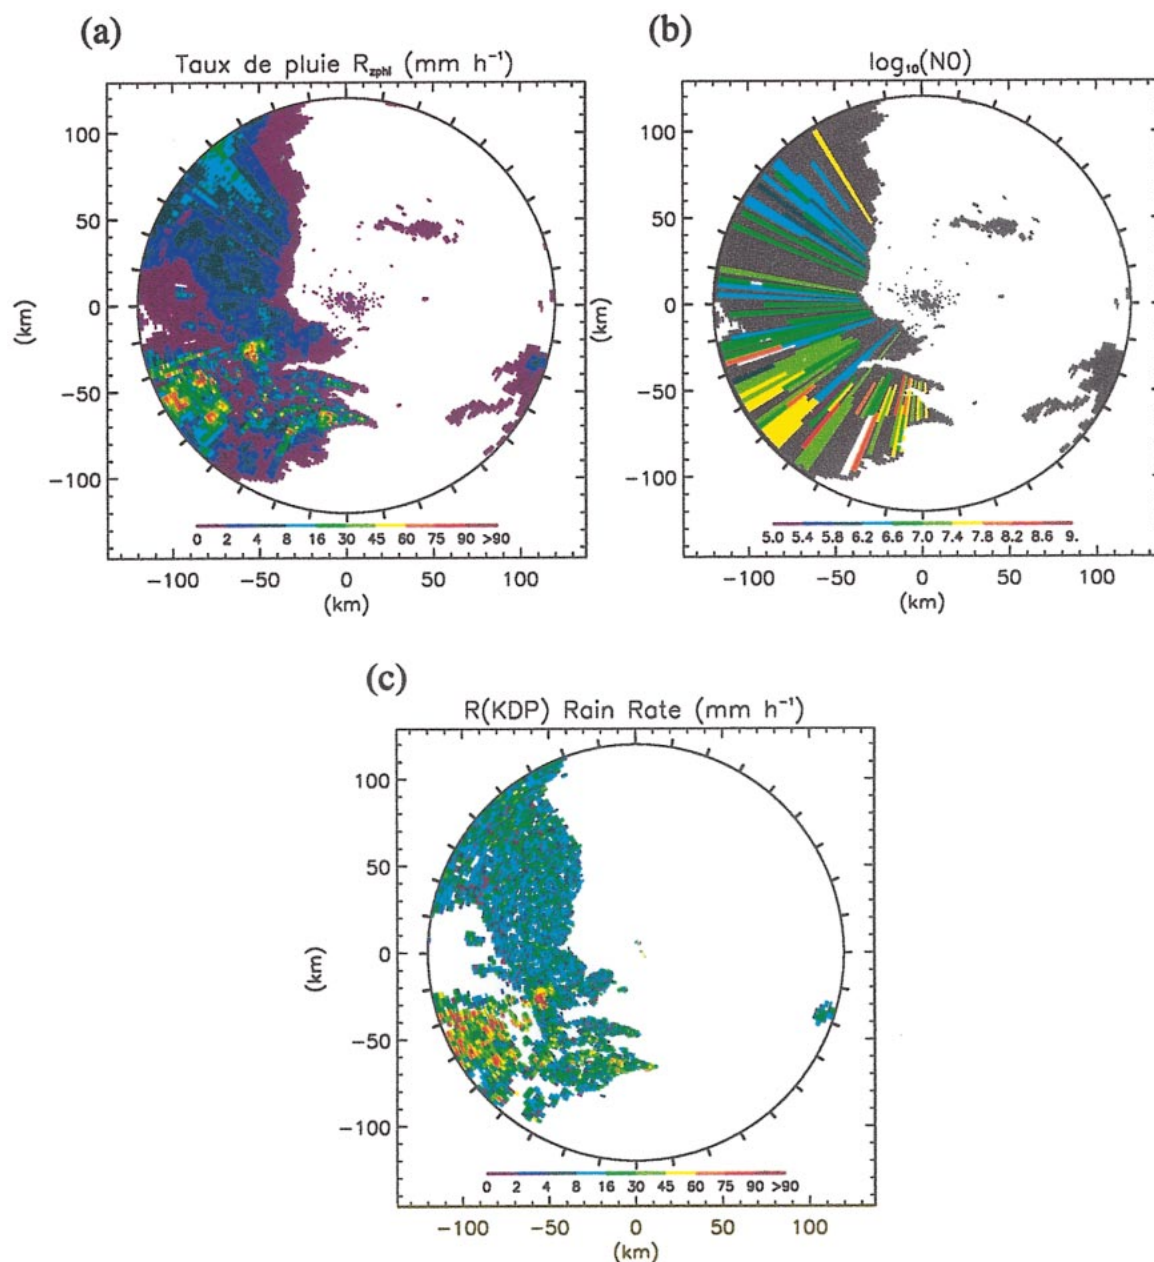 (a)
Taux de pluie R_zphl (mm h⁻¹)
100
50
0
−50
−100
(km)
0 2 4 8 16 30 45 60 75 90 >90
−100 −50 0 50 100
(km)
(b)
log₁₀(N0)
100
50
0
−50
−100
(km)
5.0 5.4 5.8 6.2 6.6 7.0 7.4 7.8 8.2 8.6 9.
−100 −50 0 50 100
(km)
(c)
R(KDP) Rain Rate (mm h⁻¹)
100
50
0
−50
−100
(km)
0 2 4 8 16 30 45 60 75 90 >90
−100 −50 0 50 100
(km)